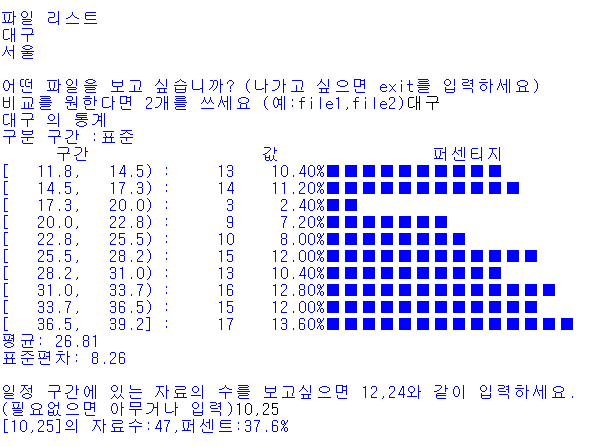 파일 리스트
대구
서울
어떤 파일을 보고 싶습니까? (나가고 싶으면 exit를 입력하세요)
비교를 원한다면 2개를 쓰세요 (예:file1,file2)대구
대구 의 통계
구분 구간 :표준
구간 값 퍼센티지
[ 11.8, 14.5) : 13 10.40%■■■■■■■■■■
[ 14.5, 17.3) : 14 11.20%■■■■■■■■■■■
[ 17.3, 20.0) : 3 2.40%■■
[ 20.0, 22.8) : 9 7.20%■■■■■■■
[ 22.8, 25.5) : 10 8.00%■■■■■■■■
[ 25.5, 28.2) : 15 12.00%■■■■■■■■■■■■
[ 28.2, 31.0) : 13 10.40%■■■■■■■■■■
[ 31.0, 33.7) : 16 12.80%■■■■■■■■■■■■■
[ 33.7, 36.5) : 15 12.00%■■■■■■■■■■■■
[ 36.5, 39.2] : 17 13.60%■■■■■■■■■■■■■■
평균: 26.81
표준편차: 8.26
일정 구간에 있는 자료의 수를 보고싶으면 12,24와 같이 입력하세요.
(필요없으면 아무거나 입력)10,25
[10,25]의 자료수:47,퍼센트:37.6%